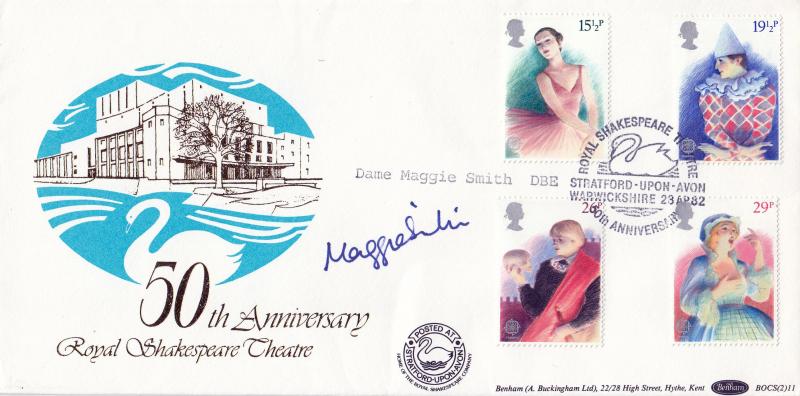 15½P
19½P
ROYAL SHAKESPEARE THEATRE
STRATFORD-UPON-AVON
WARWICKSHIRE 23 AP 82
50th ANNIVERSARY
Dame Maggie Smith DBE
26P
29P
Maggie Smith
50th Anniversary
Royal Shakespeare Theatre
POSTED AT
STRATFORD-UPON-AVON
HOME OF THE ROYAL SHAKESPEARE COMPANY
Benham (A. Buckingham Ltd), 22/28 High Street, Hythe, Kent
Benham
BOCS(2)11